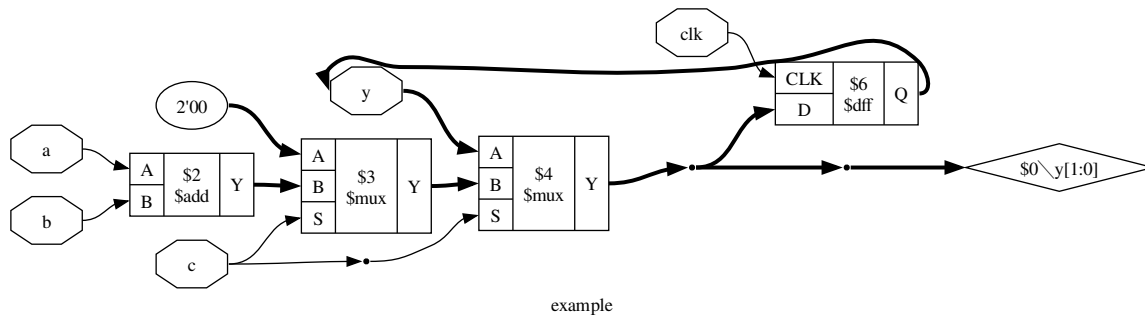 clk
y
CLK
D
$6
$dff
Q
2'00
a
b
A
B
$2
$add
Y
A
B
S
$3
$mux
Y
A
B
S
$4
$mux
Y
$0\y[1:0]
c
example